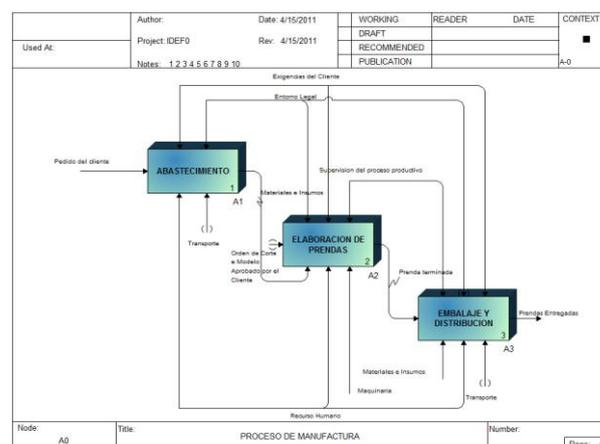 Used At:
Author:
Date: 4/15/2011
Project: IDEF0
Rev: 4/15/2011
Notes: 1 2 3 4 5 6 7 8 9 10
WORKING
DRAFT
RECOMMENDED
PUBLICATION
READER
DATE
CONTEXT
A-0
Exigencias del Cliente
Entorno Legal
Pedido del cliente
ABASTECIMIENTO
1
A1
Supervision del proceso productivo
Materiales e Insumos
Transporte
ELABORACION DE
PRENDAS
2
A2
Orden de Corte
e Modelo
Aprobado por el
Cliente
Prenda terminada
EMBALAJE Y
DISTRIBUCION
3
A3
Prendas Entregadas
Materiales e Insumos
Maquinaria
Transporte
Recurso Humano
Node:
A0
Title:
PROCESO DE MANUFACTURA
Number: